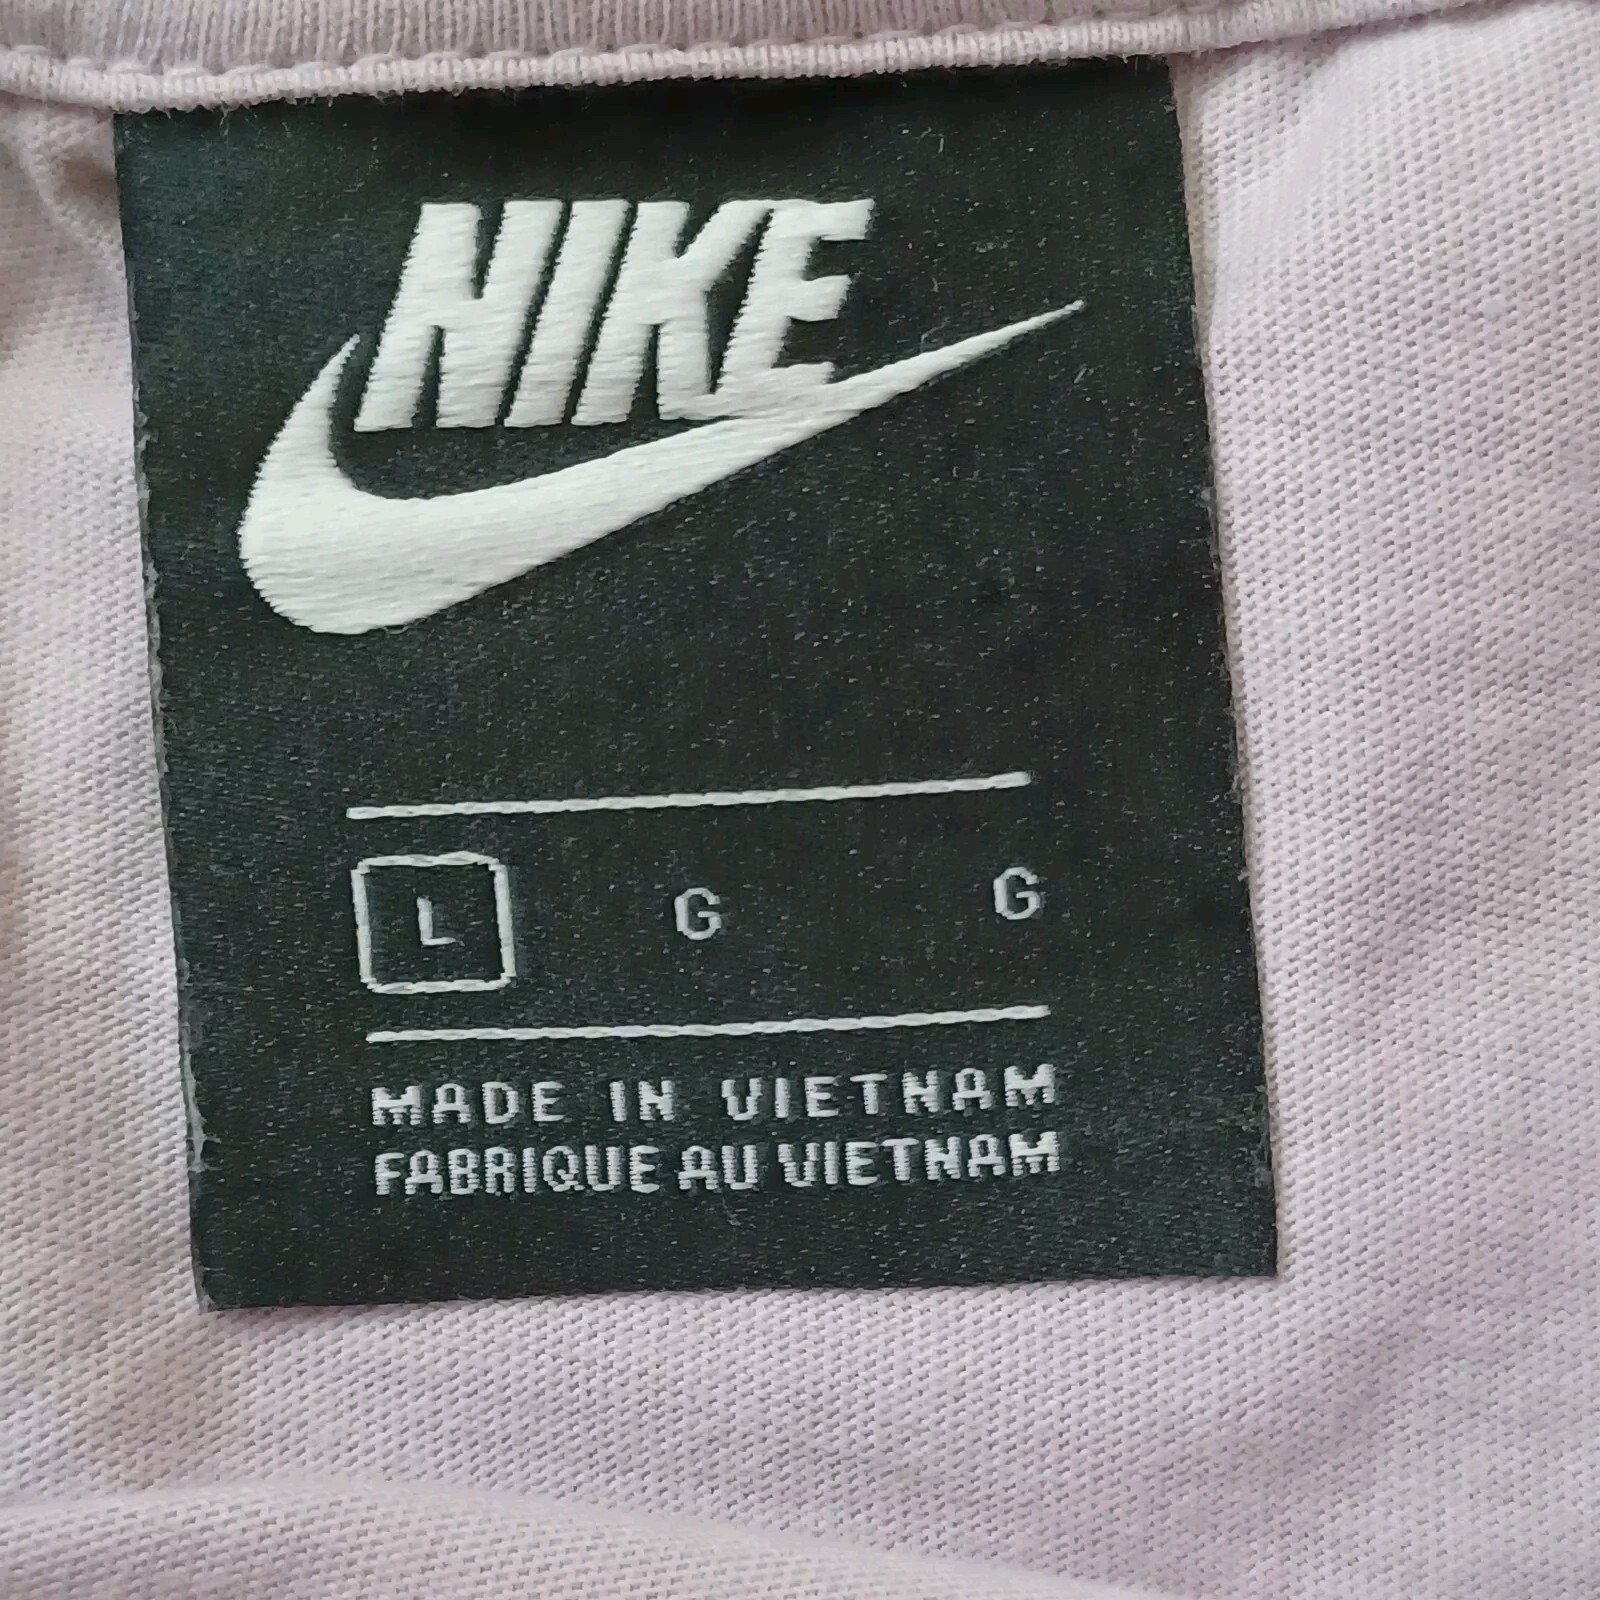 NIKE
L G G
MADE IN VIETNAM
FABRIQUE AU VIETNAM